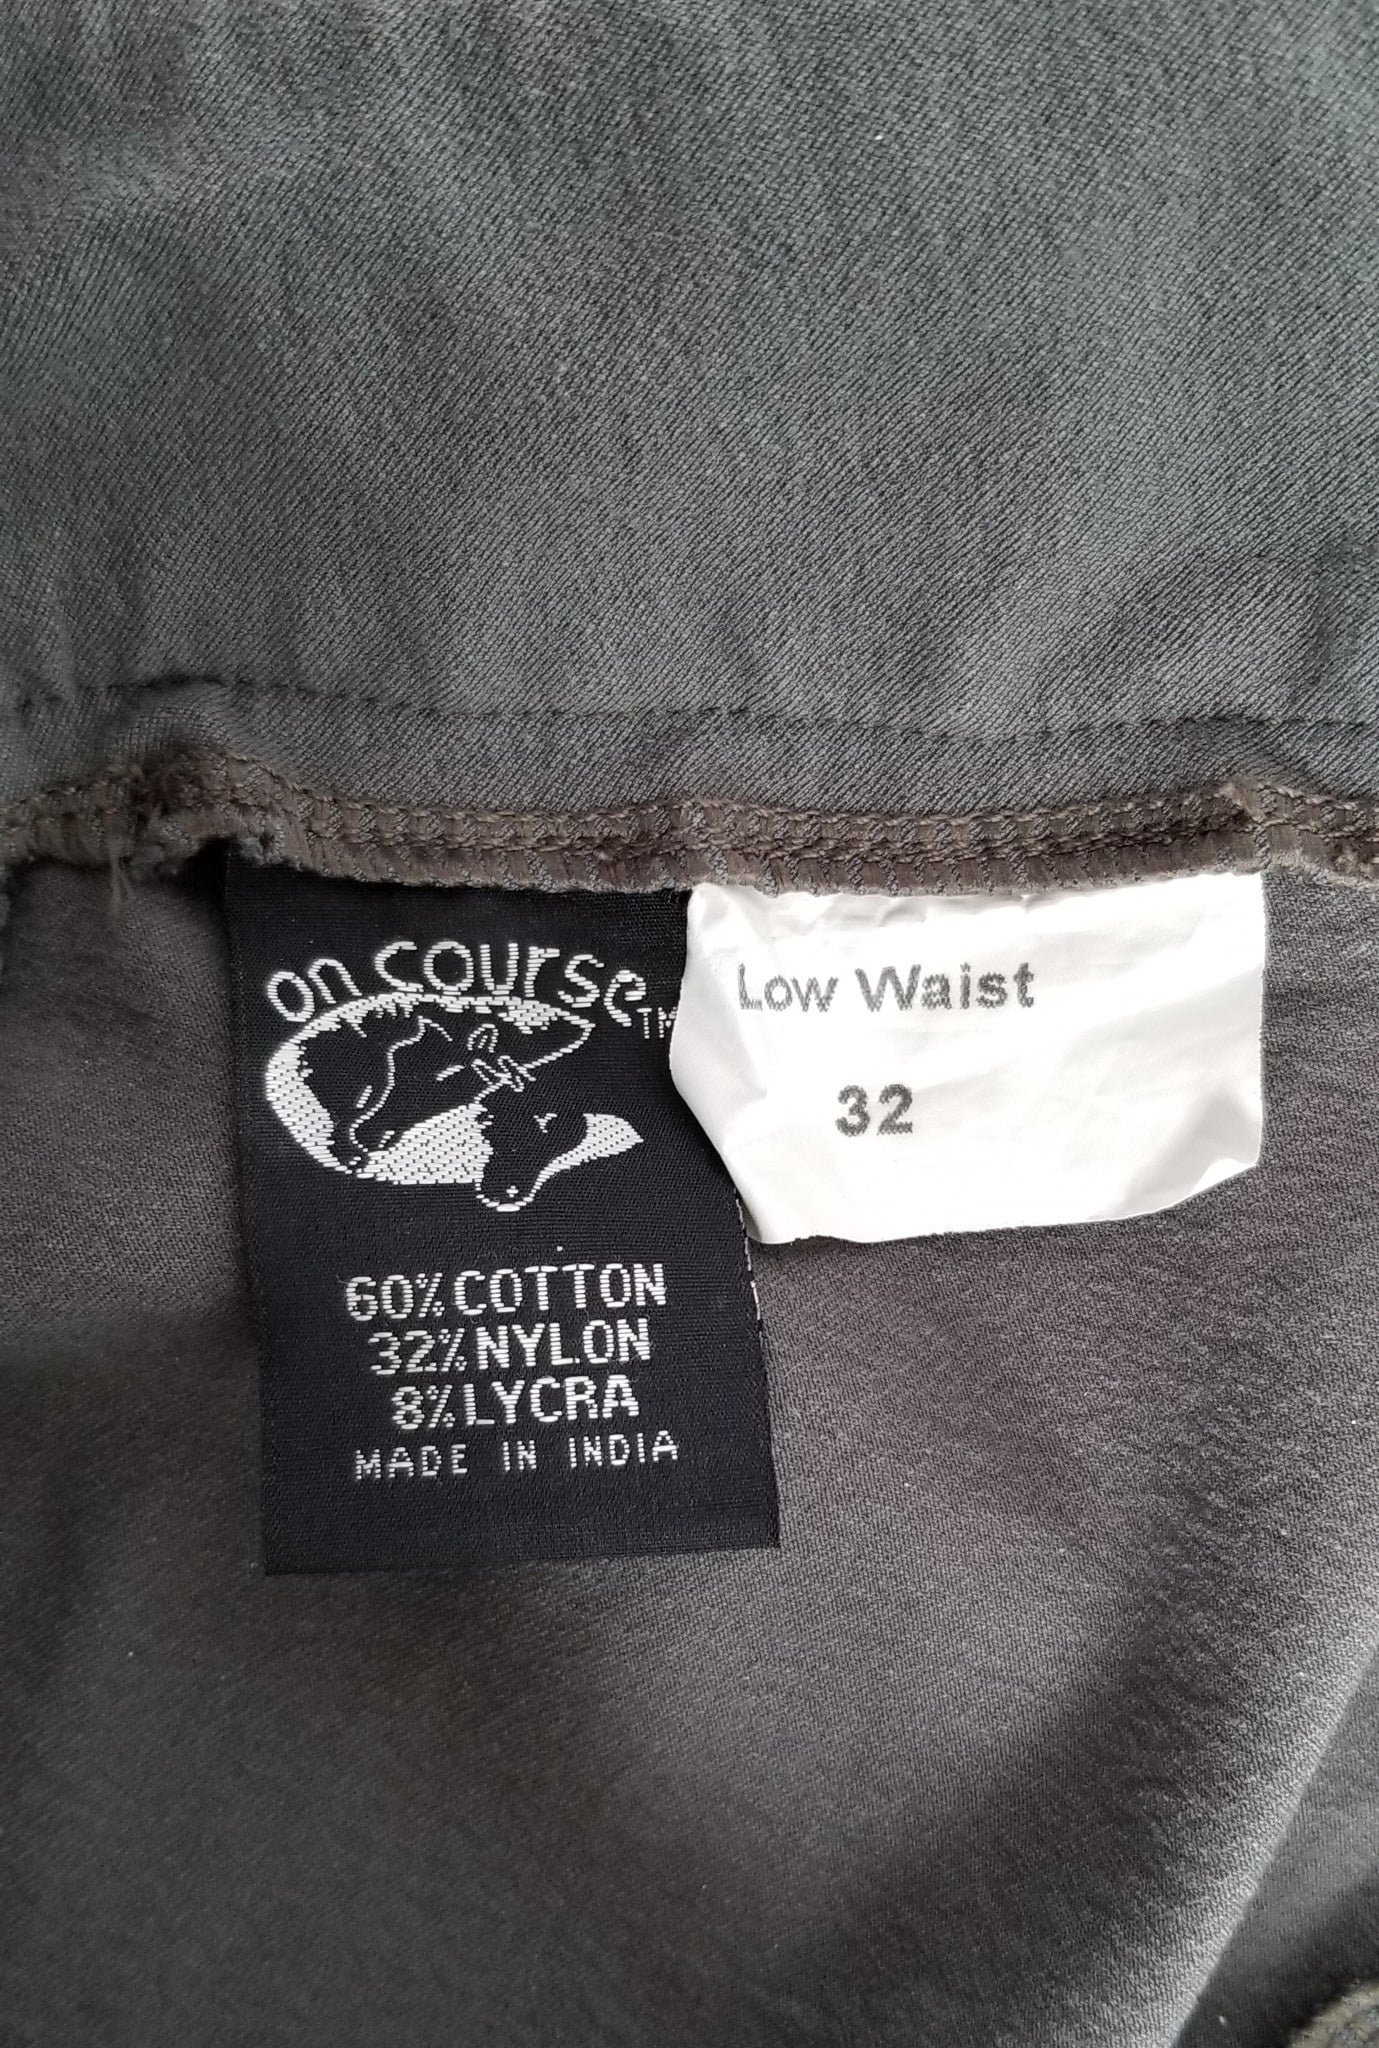 on course™
60% COTTON
32% NYLON
8% LYCRA
MADE IN INDIA
Low Waist
32